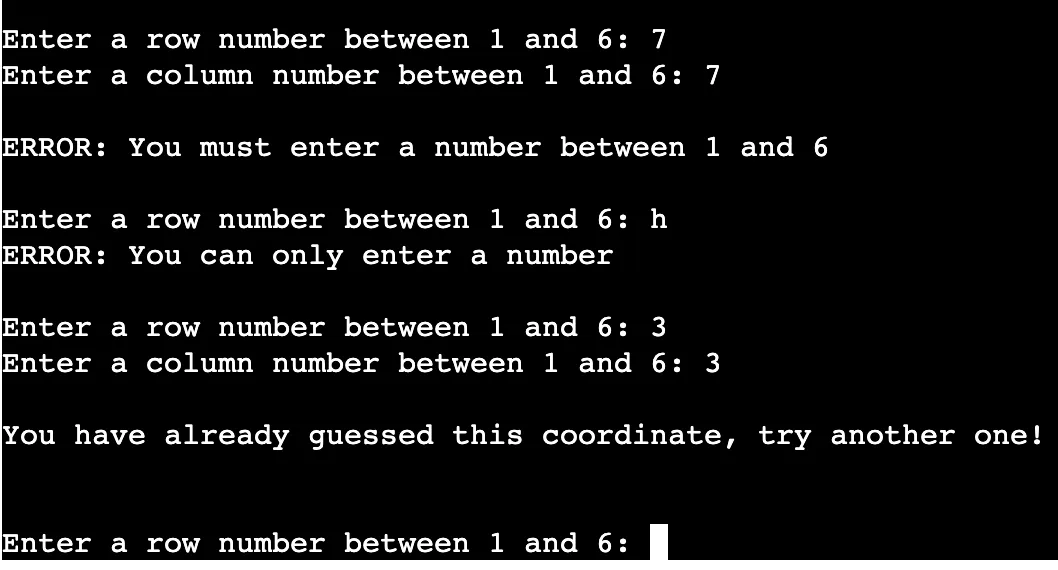 Enter a row number between 1 and 6: 7
Enter a column number between 1 and 6: 7
ERROR: You must enter a number between 1 and 6
Enter a row number between 1 and 6: h
ERROR: You can only enter a number
Enter a row number between 1 and 6: 3
Enter a column number between 1 and 6: 3
You have already guessed this coordinate, try another one!
Enter a row number between 1 and 6: